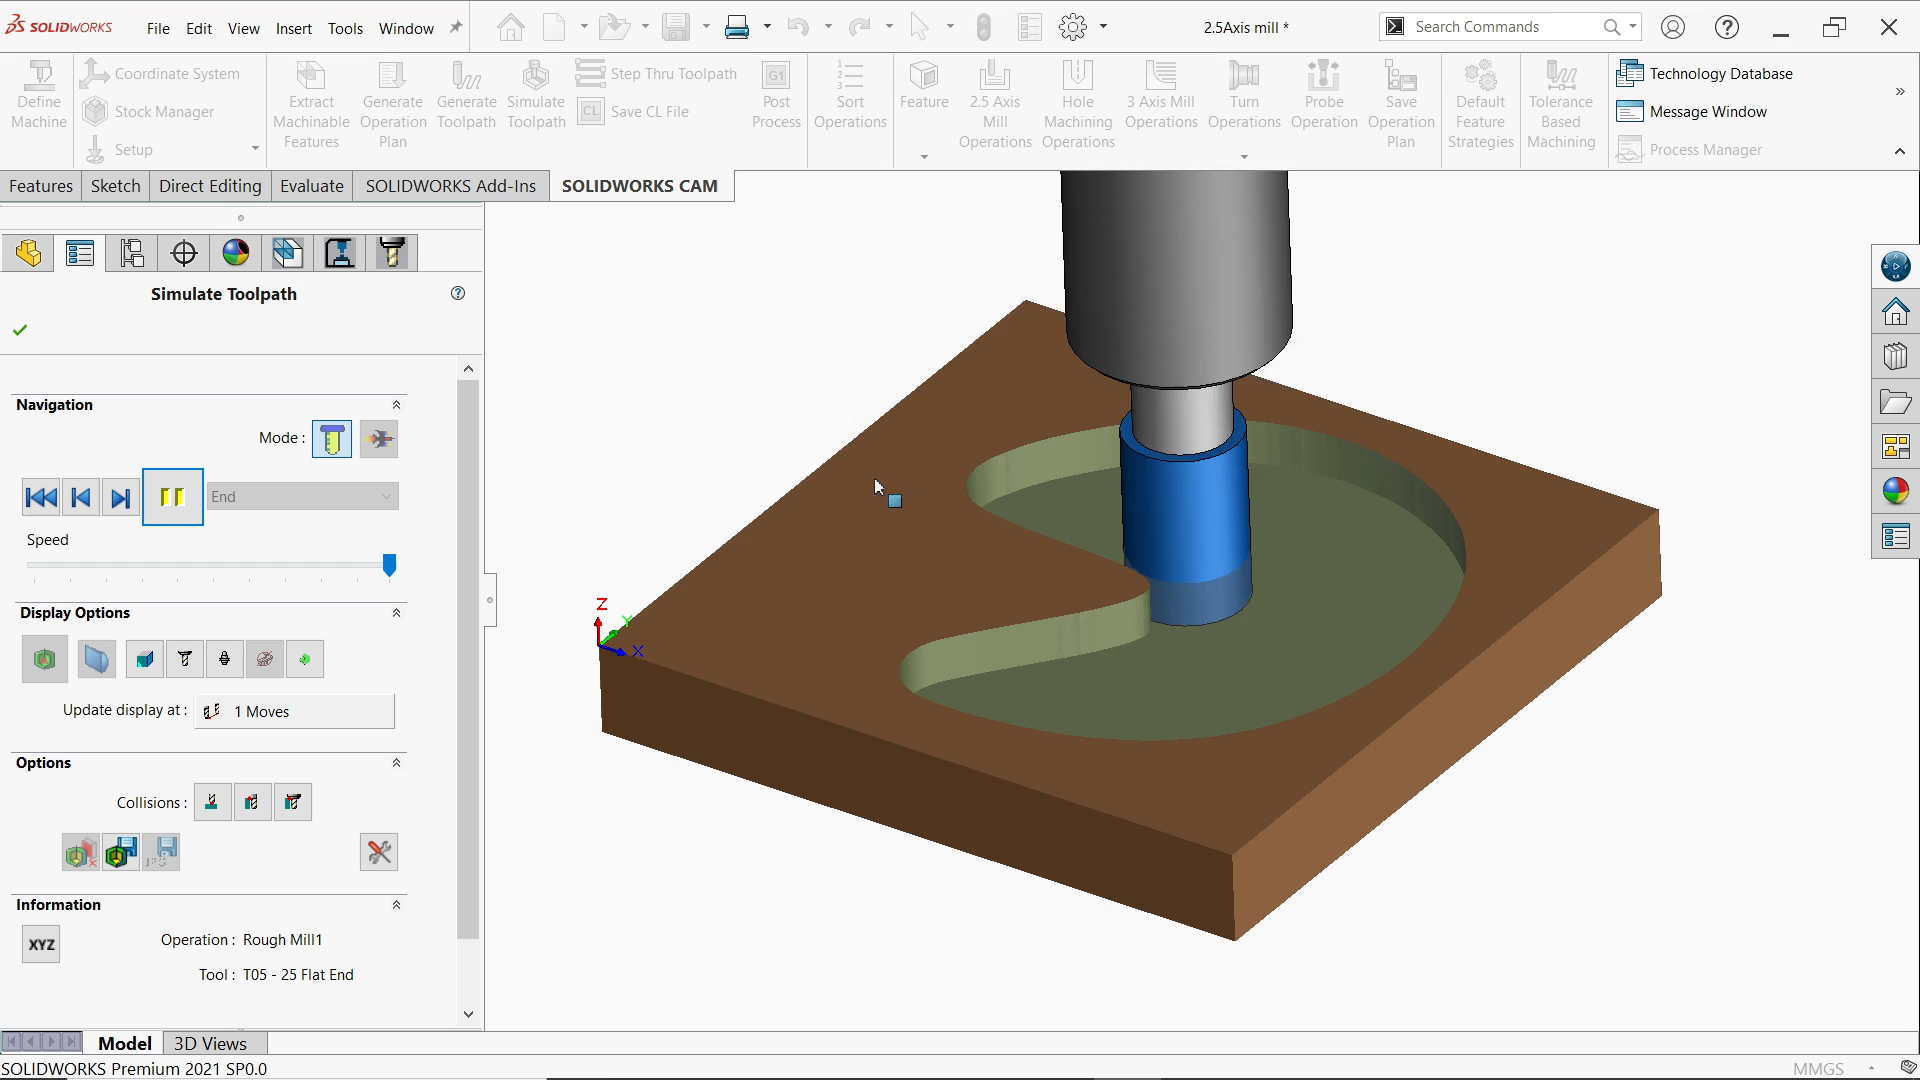 SOLIDWORKS File Edit View Insert Tools Window 2.5Axis mill * Search Commands
Define Machine
Coordinate System
Stock Manager
Setup
Extract Machinable Features
Generate Operation Plan
Generate Toolpath
Simulate Toolpath
Step Thru Toolpath
CL Save CL File
G1 Post Process
Sort Operations
Feature
2.5 Axis Mill Operations
Hole Machining Operations
3 Axis Mill Operations
Turn Operations
Probe Operation
Save Operation Plan
Default Feature Strategies
Tolerance Based Machining
Technology Database
Message Window
Process Manager
Features Sketch Direct Editing Evaluate SOLIDWORKS Add-Ins SOLIDWORKS CAM
Simulate Toolpath
Navigation
Mode :
End
Speed
Display Options
Update display at : 1 Moves
Options
Collisions :
JPG
Information
XYZ
Operation : Rough Mill1
Tool : T05 - 25 Flat End
Z
Y
X
Model 3D Views
SOLIDWORKS Premium 2021 SP0.0 MMGS